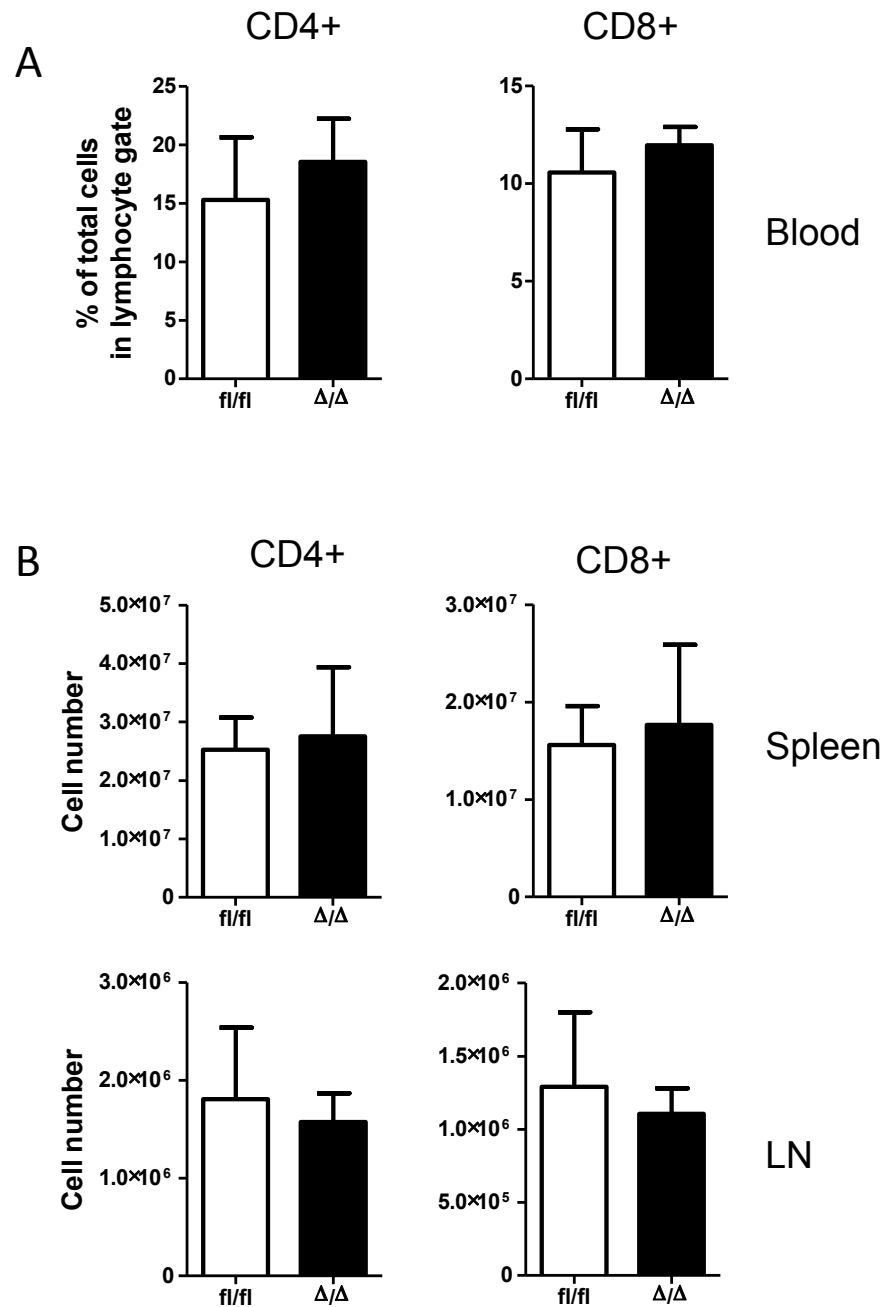 CD4+ CD8+
A
25
20
15
10
5
0
% of total cells
in lymphocyte gate
fl/fl Δ/Δ
15
10
5
0
fl/fl Δ/Δ
Blood
B
CD4+ CD8+
5.0×10⁷
4.0×10⁷
3.0×10⁷
2.0×10⁷
1.0×10⁷
0
Cell number
fl/fl Δ/Δ
3.0×10⁷
2.0×10⁷
1.0×10⁷
0
fl/fl Δ/Δ
Spleen
3.0×10⁶
2.0×10⁶
1.0×10⁶
0
Cell number
fl/fl Δ/Δ
2.0×10⁶
1.5×10⁶
1.0×10⁶
5.0×10⁵
0
fl/fl Δ/Δ
LN